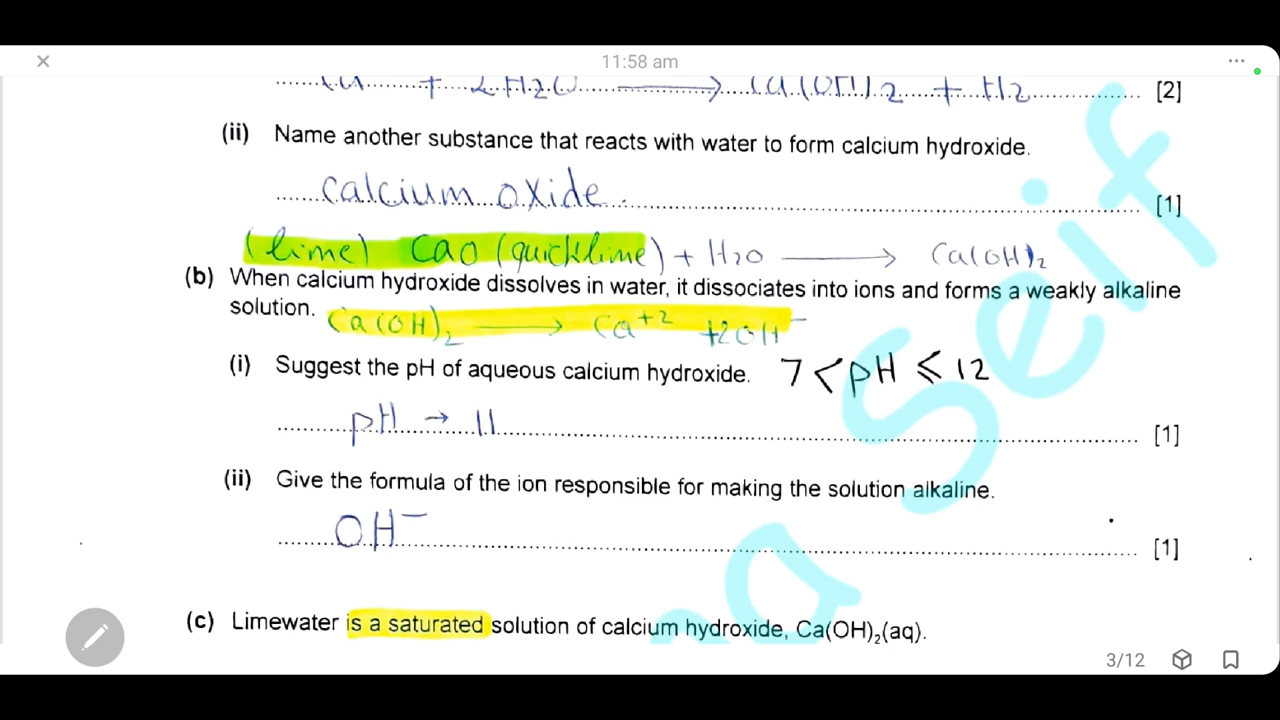 11:58 am
Ca + 2H2O ⟶ Ca(OH)2 + H2 [2]
(ii) Name another substance that reacts with water to form calcium hydroxide.
calcium oxide [1]
(lime) CaO (quicklime) + H2O ⟶ Ca(OH)2
(b) When calcium hydroxide dissolves in water, it dissociates into ions and forms a weakly alkaline
solution. Ca(OH)2 ⟶ Ca+2 + 2OH−
(i) Suggest the pH of aqueous calcium hydroxide. 7 < pH ≤ 12
pH → 11 [1]
(ii) Give the formula of the ion responsible for making the solution alkaline.
OH− [1]
(c) Limewater is a saturated solution of calcium hydroxide, Ca(OH)2(aq).
3/12
a Seif